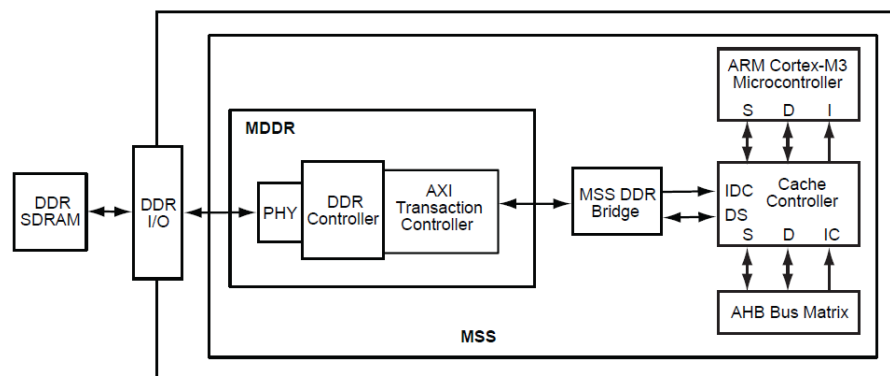 ARM Cortex-M3
Microcontroller
S D I
MDDR
DDR
SDRAM
DDR
I/O
PHY
DDR
Controller
AXI
Transaction
Controller
MSS DDR
Bridge
IDC
DS
Cache
Controller
S D IC
AHB Bus Matrix
MSS